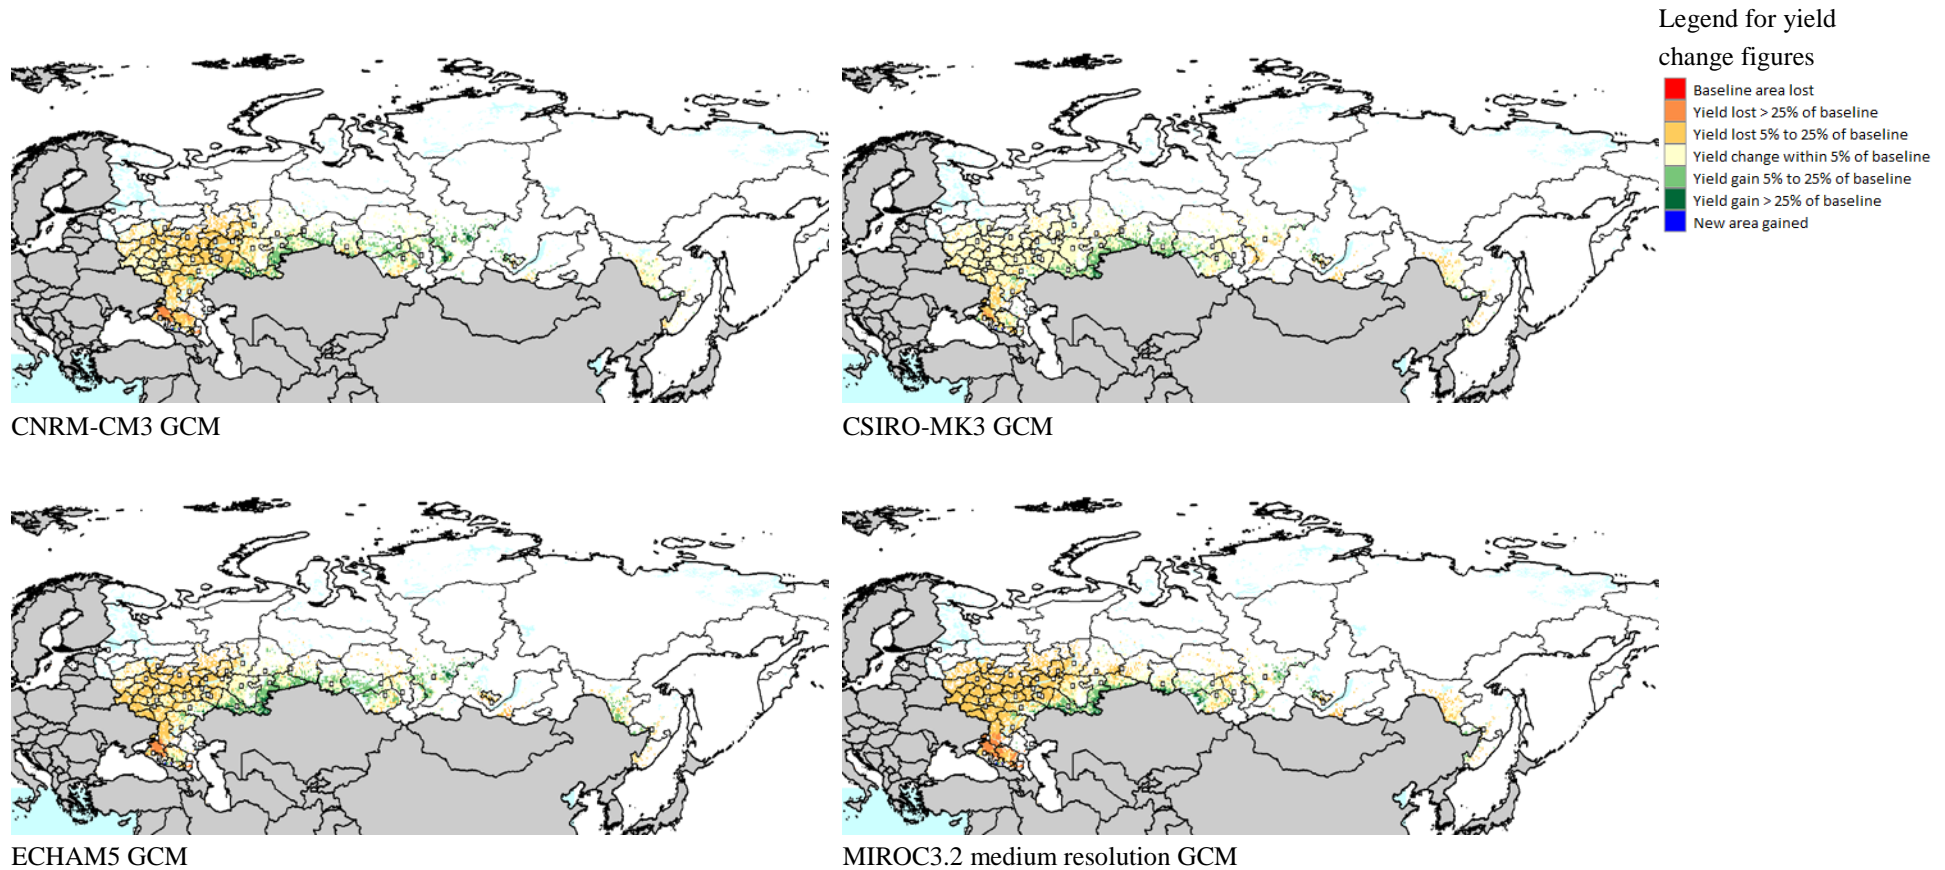 Legend for yield
change figures
Baseline area lost
Yield lost > 25% of baseline
Yield lost 5% to 25% of baseline
Yield change within 5% of baseline
Yield gain 5% to 25% of baseline
Yield gain > 25% of baseline
New area gained
CNRM-CM3 GCM
CSIRO-MK3 GCM
ECHAM5 GCM
MIROC3.2 medium resolution GCM